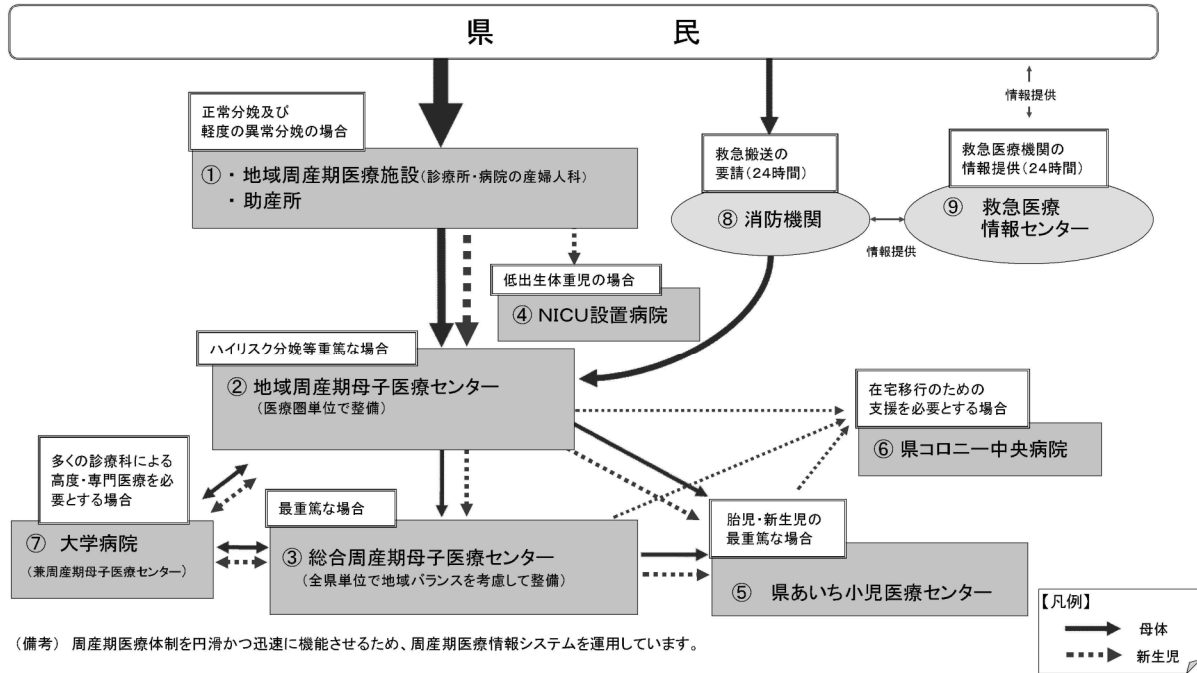 県　民
情報提供
正常分娩及び
軽度の異常分娩の場合
① ・地域周産期医療施設(診療所・病院の産婦人科)
・助産所
救急搬送の
要請(24時間)
⑧ 消防機関
情報提供
救急医療機関の
情報提供(24時間)
⑨ 救急医療
情報センター
低出生体重児の場合
④ NICU設置病院
ハイリスク分娩等重篤な場合
② 地域周産期母子医療センター
(医療圏単位で整備)
在宅移行のための
支援を必要とする場合
⑥ 県コロニー中央病院
多くの診療科による
高度・専門医療を必
要とする場合
⑦ 大学病院
(兼周産期母子医療センター)
最重篤な場合
③ 総合周産期母子医療センター
(全県単位で地域バランスを考慮して整備)
胎児・新生児の
最重篤な場合
⑤ 県あいち小児医療センター
【凡例】
母体
新生児
(備考) 周産期医療体制を円滑かつ迅速に機能させるため、周産期医療情報システムを運用しています。